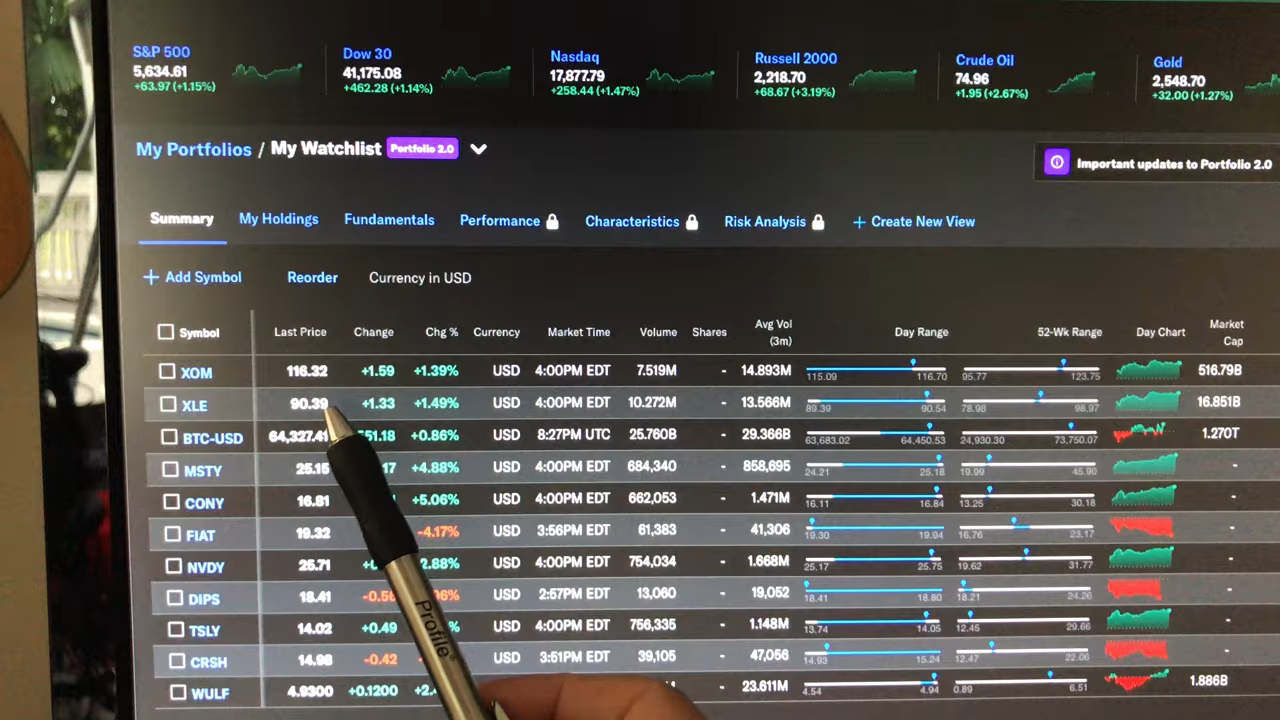 S&P 500 Dow 30 Nasdaq Russell 2000 Crude Oil Gold
5,634.61 41,175.08 17,877.79 2,218.70 74.96 2,548.70
+63.97 (+1.15%) +462.28 (+1.14%) +258.44 (+1.47%) +68.67 (+3.19%) +1.95 (+2.67%) +32.00 (+1.27%)
My Portfolios / My Watchlist Portfolio 2.0 Important updates to Portfolio 2.0
Summary My Holdings Fundamentals Performance Characteristics Risk Analysis + Create New View
+ Add Symbol Reorder Currency in USD
Symbol Last Price Change Chg % Currency Market Time Volume Shares Avg Vol (3m) Day Range 52-Wk Range Day Chart Market Cap
XOM 116.32 +1.59 +1.39% USD 4:00PM EDT 7.519M - 14.893M 115.09 116.70 95.77 123.75 516.79B
XLE 90.39 +1.33 +1.49% USD 4:00PM EDT 10.272M - 13.566M 89.39 90.54 78.98 98.97 16.851B
BTC-USD 64,327.41 51.18 +0.86% USD 8:27PM UTC 25.760B - 29.366B 63,683.02 64,450.53 24,930.30 73,750.07 1.270T
MSTY 25.15 17 +4.88% USD 4:00PM EDT 684,340 - 858,695 24.21 25.18 19.99 45.90 -
CONY 16.81 +5.06% USD 4:00PM EDT 662,053 - 1.471M 16.11 16.84 13.25 30.18 -
FIAT 19.32 -4.17% USD 3:56PM EDT 61,383 - 41,306 19.30 19.94 16.76 23.17 -
NVDY 25.71 2.88% USD 4:00PM EDT 754,034 - 1.668M 25.17 25.75 19.62 31.77 -
DIPS 18.41 USD 2:57PM EDT 13,060 - 19,052 18.41 18.80 18.21 24.26 -
TSLY 14.02 +0.49 % USD 4:00PM EDT 756,335 - 1.148M 13.74 14.05 12.45 29.66 -
CRSH 14.98 -0.42 USD 3:51PM EDT 39,105 - 47,056 14.93 15.24 12.47 22.06 -
WULF 4.9300 +0.1200 - 23.611M 4.54 4.94 0.89 6.51 1.886B
Profile